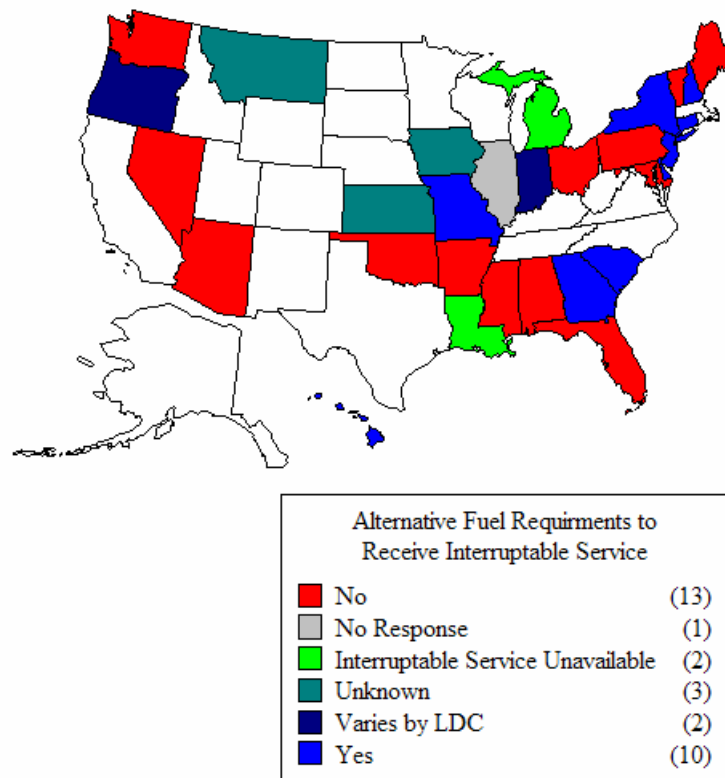 Alternative Fuel Requirments to
Receive Interruptable Service
No (13)
No Response (1)
Interruptable Service Unavailable (2)
Unknown (3)
Varies by LDC (2)
Yes (10)